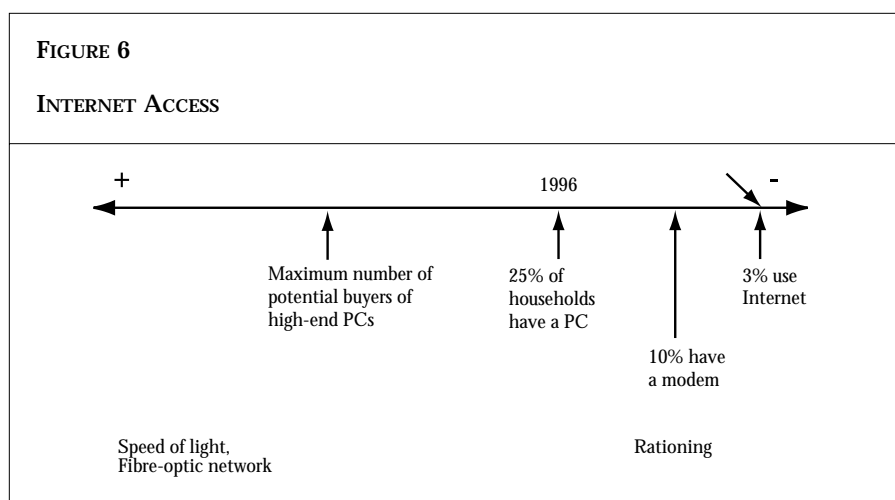 FIGURE 6
INTERNET ACCESS
+
1996
-
Maximum number of
potential buyers of
high-end PCs
25% of
households
have a PC
3% use
Internet
10% have
a modem
Speed of light,
Fibre-optic network
Rationing